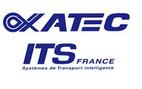 ATEC
ITS
FRANCE
Systèmes de Transport Intelligents